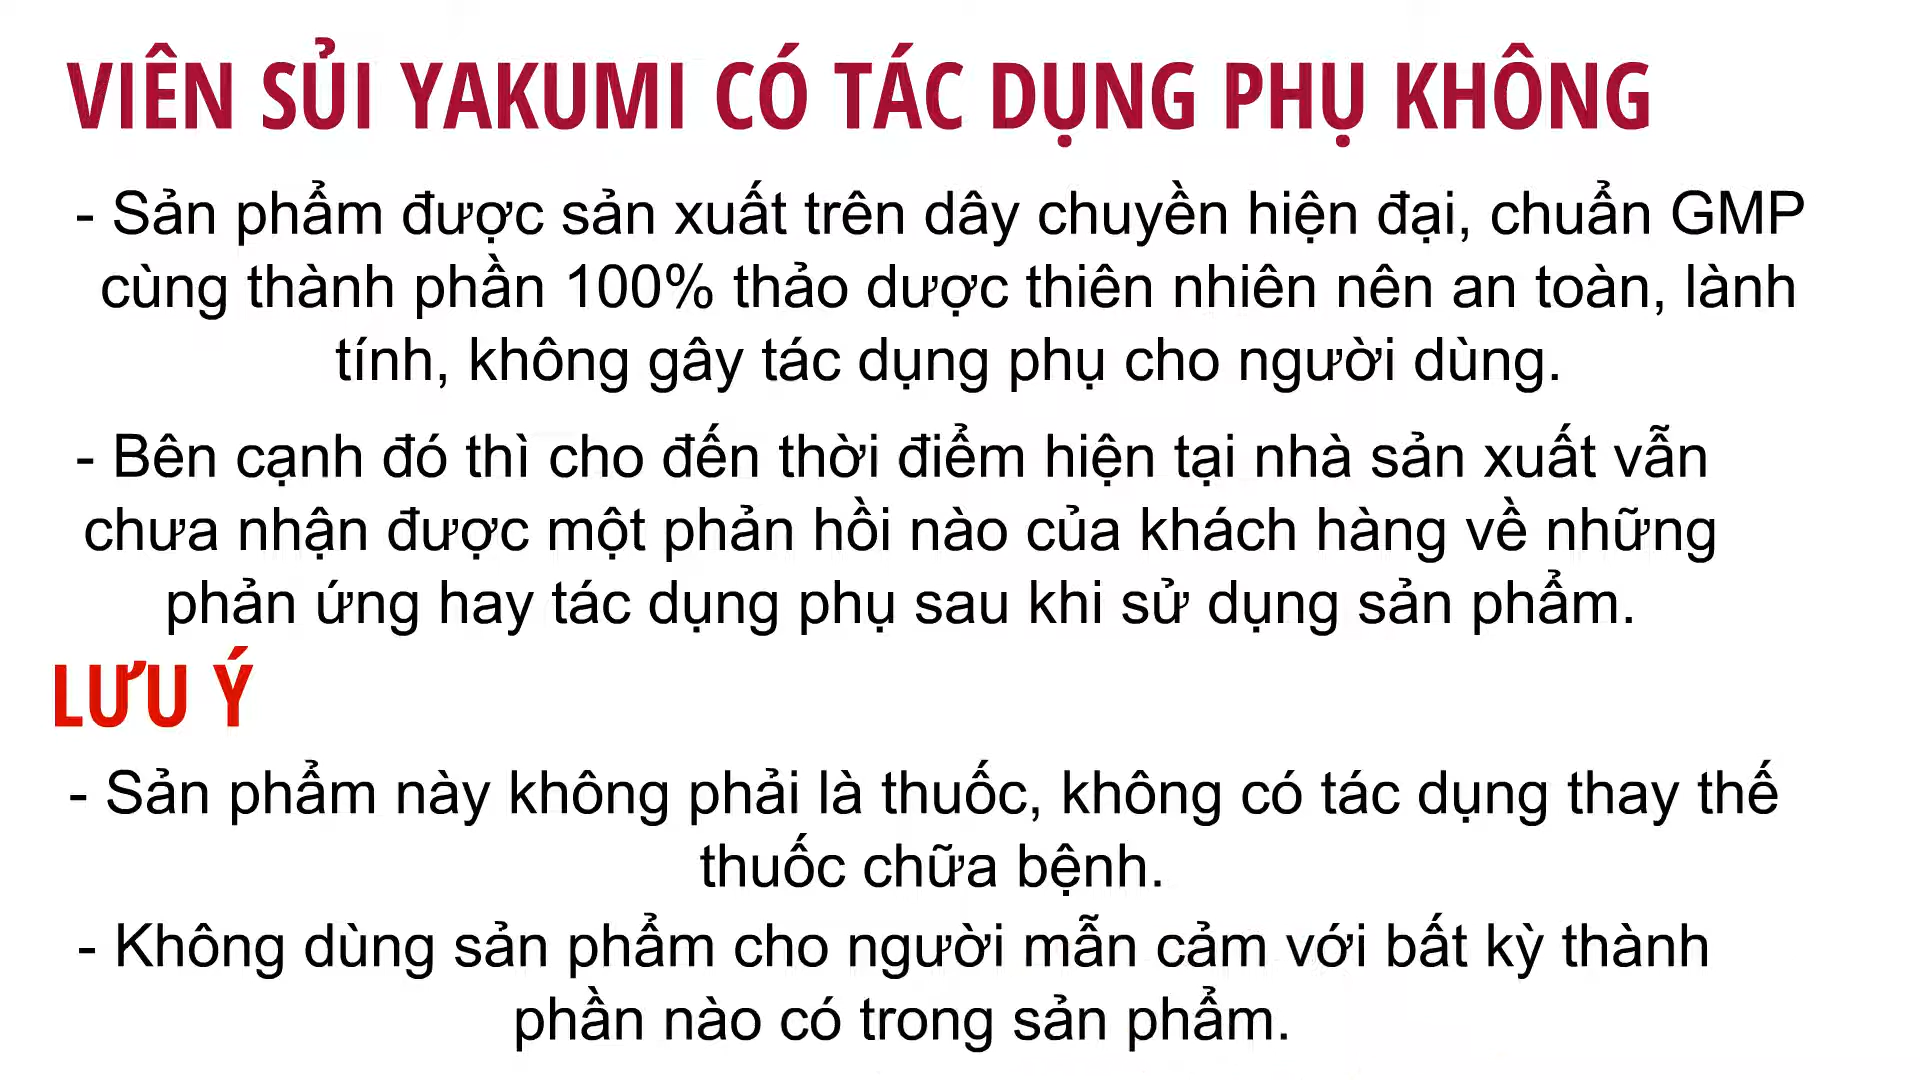 VIÊN SỦI YAKUMI CÓ TÁC DỤNG PHỤ KHÔNG
- Sản phẩm được sản xuất trên dây chuyền hiện đại, chuẩn GMP
cùng thành phần 100% thảo dược thiên nhiên nên an toàn, lành
tính, không gây tác dụng phụ cho người dùng.
- Bên cạnh đó thì cho đến thời điểm hiện tại nhà sản xuất vẫn
chưa nhận được một phản hồi nào của khách hàng về những
phản ứng hay tác dụng phụ sau khi sử dụng sản phẩm.
LƯU Ý
- Sản phẩm này không phải là thuốc, không có tác dụng thay thế
thuốc chữa bệnh.
- Không dùng sản phẩm cho người mẫn cảm với bất kỳ thành
phần nào có trong sản phẩm.